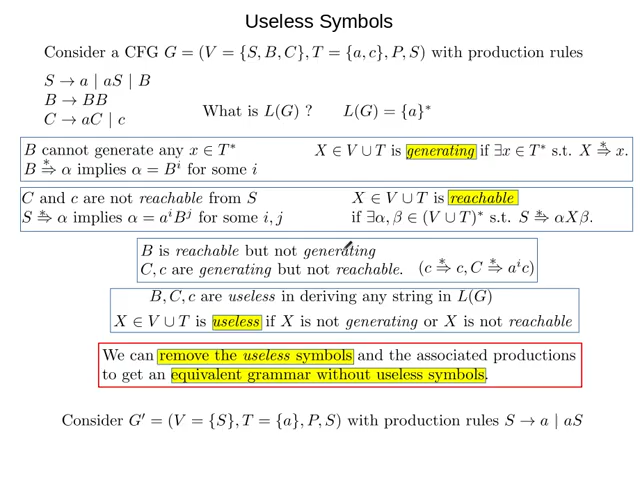 Useless Symbols
Consider a CFG G = (V = {S, B, C}, T = {a, c}, P, S) with production rules
S → a | aS | B
B → BB
C → aC | c
What is L(G) ? L(G) = {a}*
B cannot generate any x ∈ T* X ∈ V ∪ T is generating if ∃x ∈ T* s.t. X ⇒* x.
B ⇒* α implies α = Bⁱ for some i
C and c are not reachable from S X ∈ V ∪ T is reachable
S ⇒* α implies α = aⁱBʲ for some i, j if ∃α, β ∈ (V ∪ T)* s.t. S ⇒* αXβ.
B is reachable but not generating
C, c are generating but not reachable. (c ⇒* c, C ⇒* aⁱc)
B, C, c are useless in deriving any string in L(G)
X ∈ V ∪ T is useless if X is not generating or X is not reachable
We can remove the useless symbols and the associated productions
to get an equivalent grammar without useless symbols.
Consider G′ = (V = {S}, T = {a}, P, S) with production rules S → a | aS